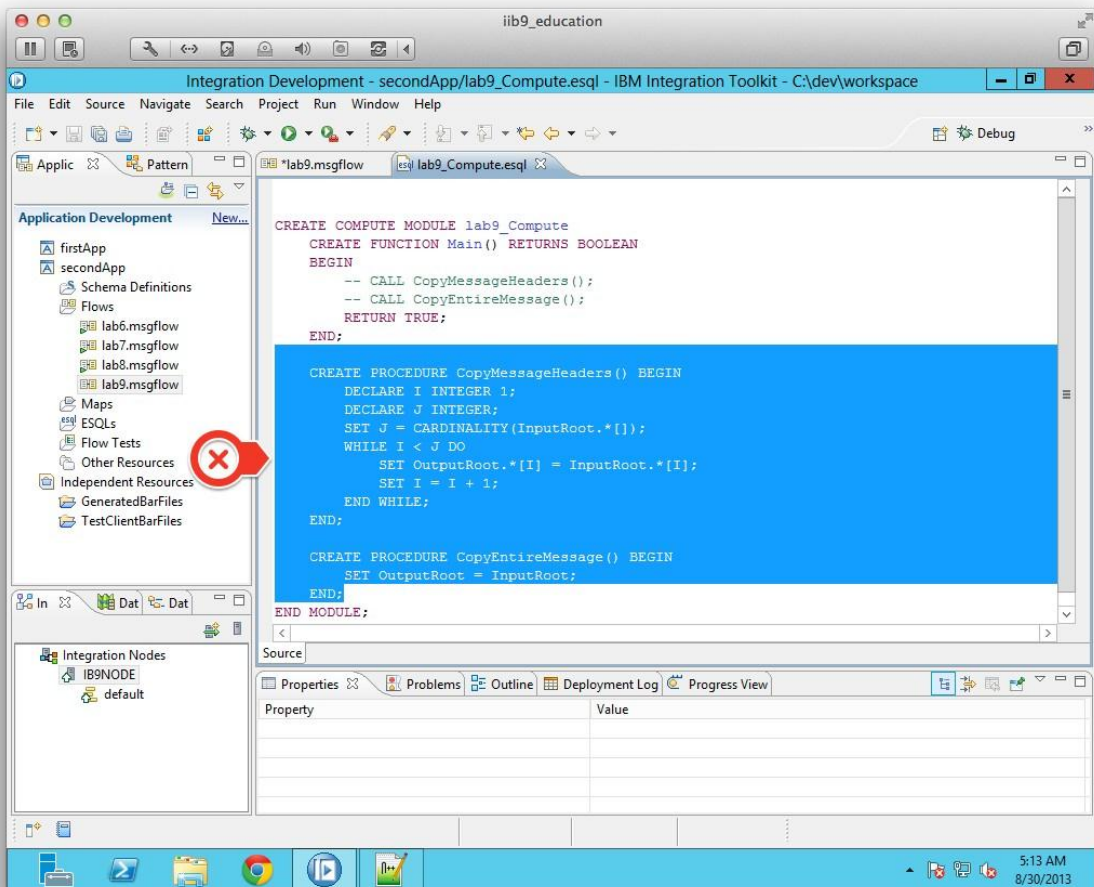 iib9_education
Integration Development - secondApp/lab9_Compute.esql - IBM Integration Toolkit - C:\dev\workspace
File Edit Source Navigate Search Project Run Window Help
Debug
Applic Pattern
*lab9.msgflow lab9_Compute.esql
Application Development New...
firstApp
secondApp
Schema Definitions
Flows
lab6.msgflow
lab7.msgflow
lab8.msgflow
lab9.msgflow
Maps
ESQLs
Flow Tests
Other Resources
Independent Resources
GeneratedBarFiles
TestClientBarFiles
CREATE COMPUTE MODULE lab9_Compute
CREATE FUNCTION Main() RETURNS BOOLEAN
BEGIN
-- CALL CopyMessageHeaders();
-- CALL CopyEntireMessage();
RETURN TRUE;
END;
CREATE PROCEDURE CopyMessageHeaders() BEGIN
DECLARE I INTEGER 1;
DECLARE J INTEGER;
SET J = CARDINALITY(InputRoot.*[]);
WHILE I < J DO
SET OutputRoot.*[I] = InputRoot.*[I];
SET I = I + 1;
END WHILE;
END;
CREATE PROCEDURE CopyEntireMessage() BEGIN
SET OutputRoot = InputRoot;
END;
END MODULE;
Source
In Dat Dat
Integration Nodes
IB9NODE
default
Properties Problems Outline Deployment Log Progress View
Property Value
5:13 AM
8/30/2013